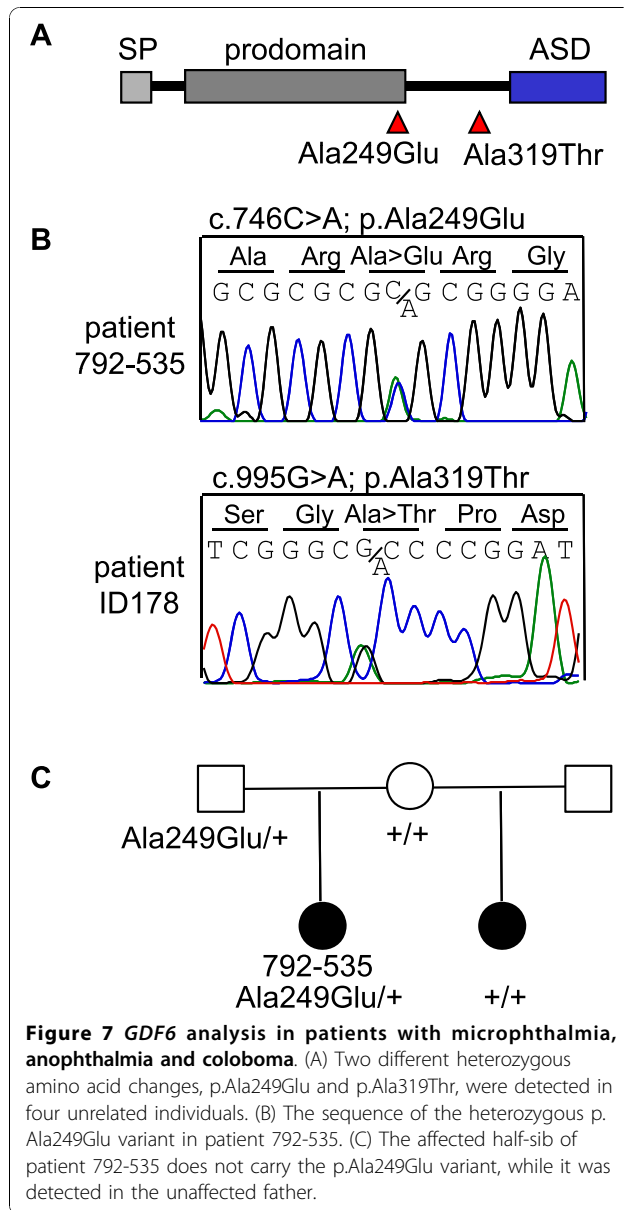 A
SP prodomain ASD
Ala249Glu Ala319Thr
B
c.746C>A; p.Ala249Glu
Ala Arg Ala>Glu Arg Gly
G C G C G C G C/A G C G G G G A
patient
792-535
c.995G>A; p.Ala319Thr
Ser Gly Ala>Thr Pro Asp
T C G G G C G/A C C C C G G A T
patient
ID178
C
Ala249Glu/+ +/+
792-535
Ala249Glu/+ +/+
Figure 7 GDF6 analysis in patients with microphthalmia,
anophthalmia and coloboma. (A) Two different heterozygous
amino acid changes, p.Ala249Glu and p.Ala319Thr, were detected in
four unrelated individuals. (B) The sequence of the heterozygous p.
Ala249Glu variant in patient 792-535. (C) The affected half-sib of
patient 792-535 does not carry the p.Ala249Glu variant, while it was
detected in the unaffected father.